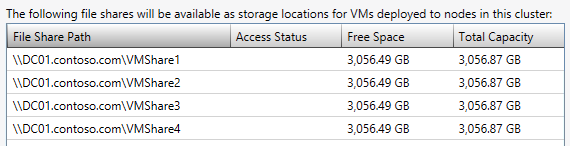 The following file shares will be available as storage locations for VMs deployed to nodes in this cluster:
File Share Path Access Status Free Space Total Capacity
\\DC01.contoso.com\VMShare1 3,056.49 GB 3,056.87 GB
\\DC01.contoso.com\VMShare2 3,056.49 GB 3,056.87 GB
\\DC01.contoso.com\VMShare3 3,056.49 GB 3,056.87 GB
\\DC01.contoso.com\VMShare4 3,056.49 GB 3,056.87 GB